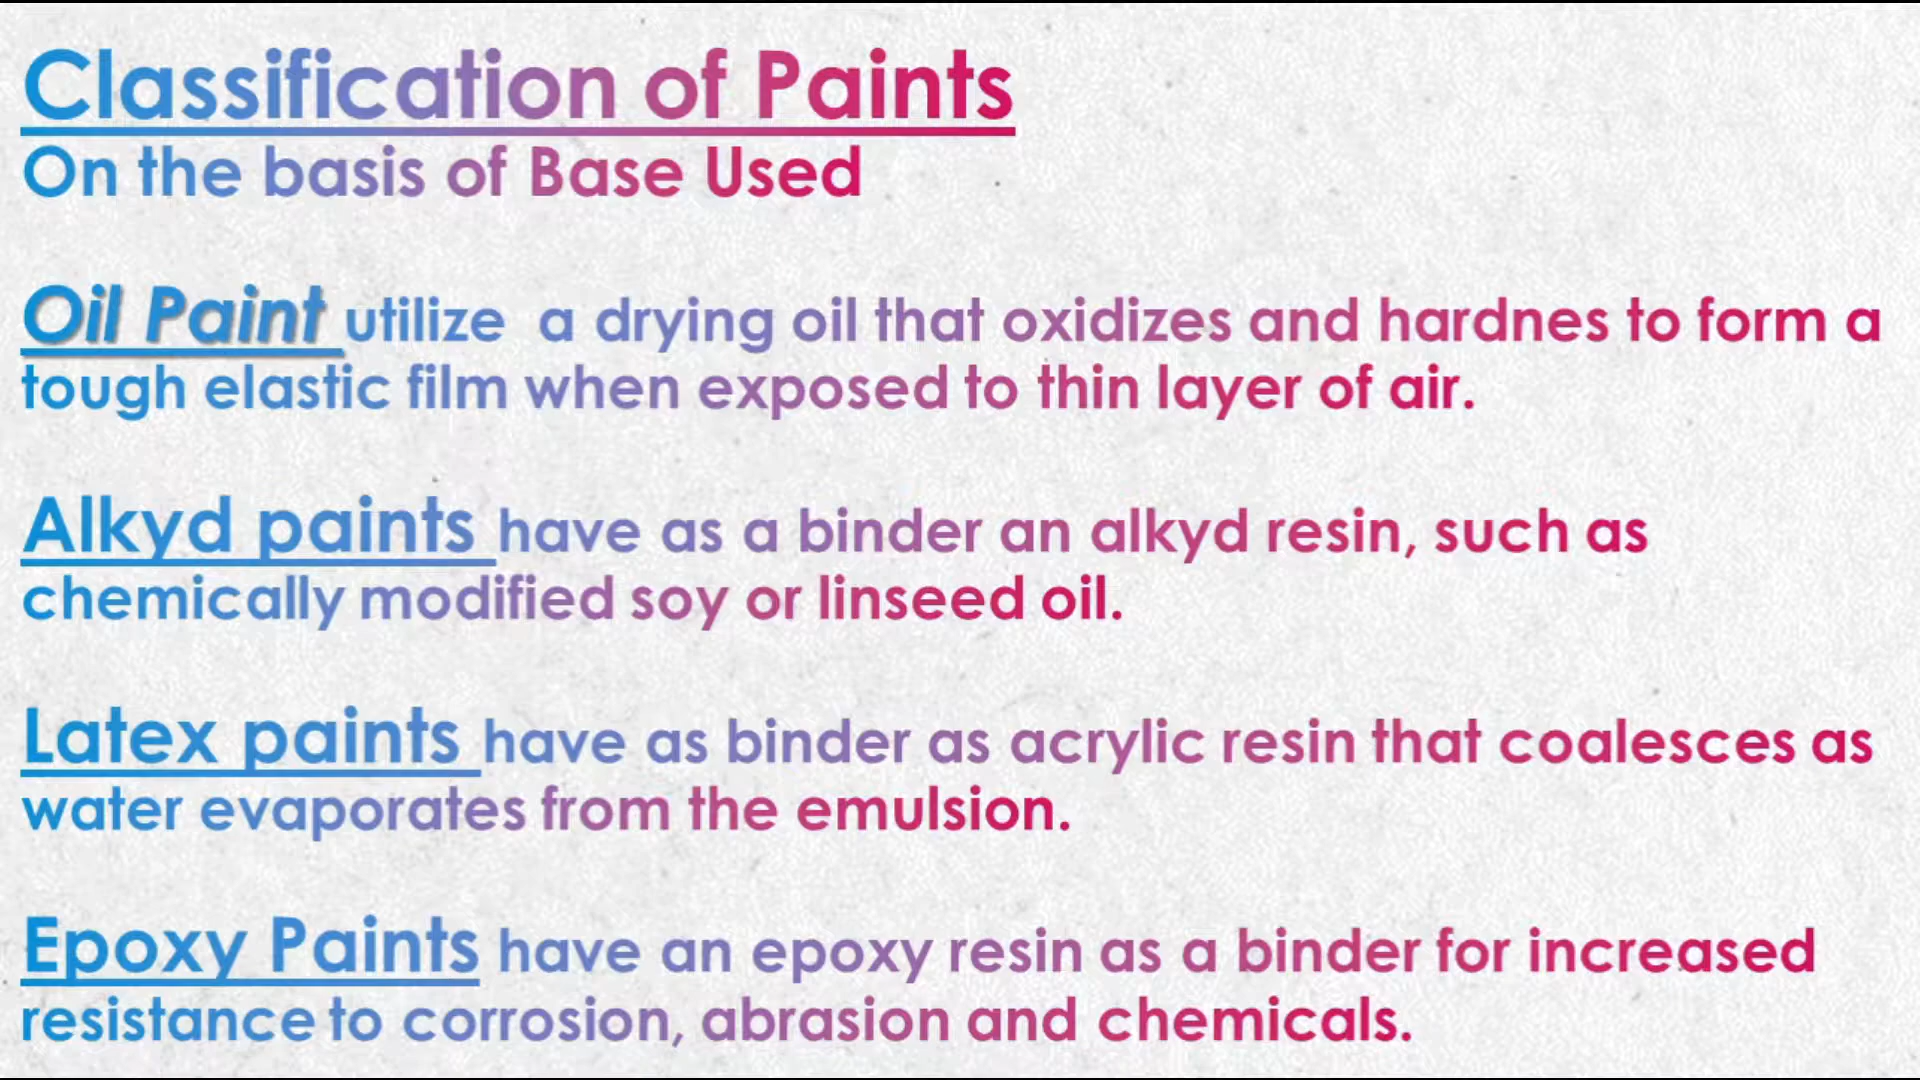 Classification of Paints
On the basis of Base Used
Oil Paint utilize a drying oil that oxidizes and hardnes to form a
tough elastic film when exposed to thin layer of air.
Alkyd paints have as a binder an alkyd resin, such as
chemically modified soy or linseed oil.
Latex paints have as binder as acrylic resin that coalesces as
water evaporates from the emulsion.
Epoxy Paints have an epoxy resin as a binder for increased
resistance to corrosion, abrasion and chemicals.